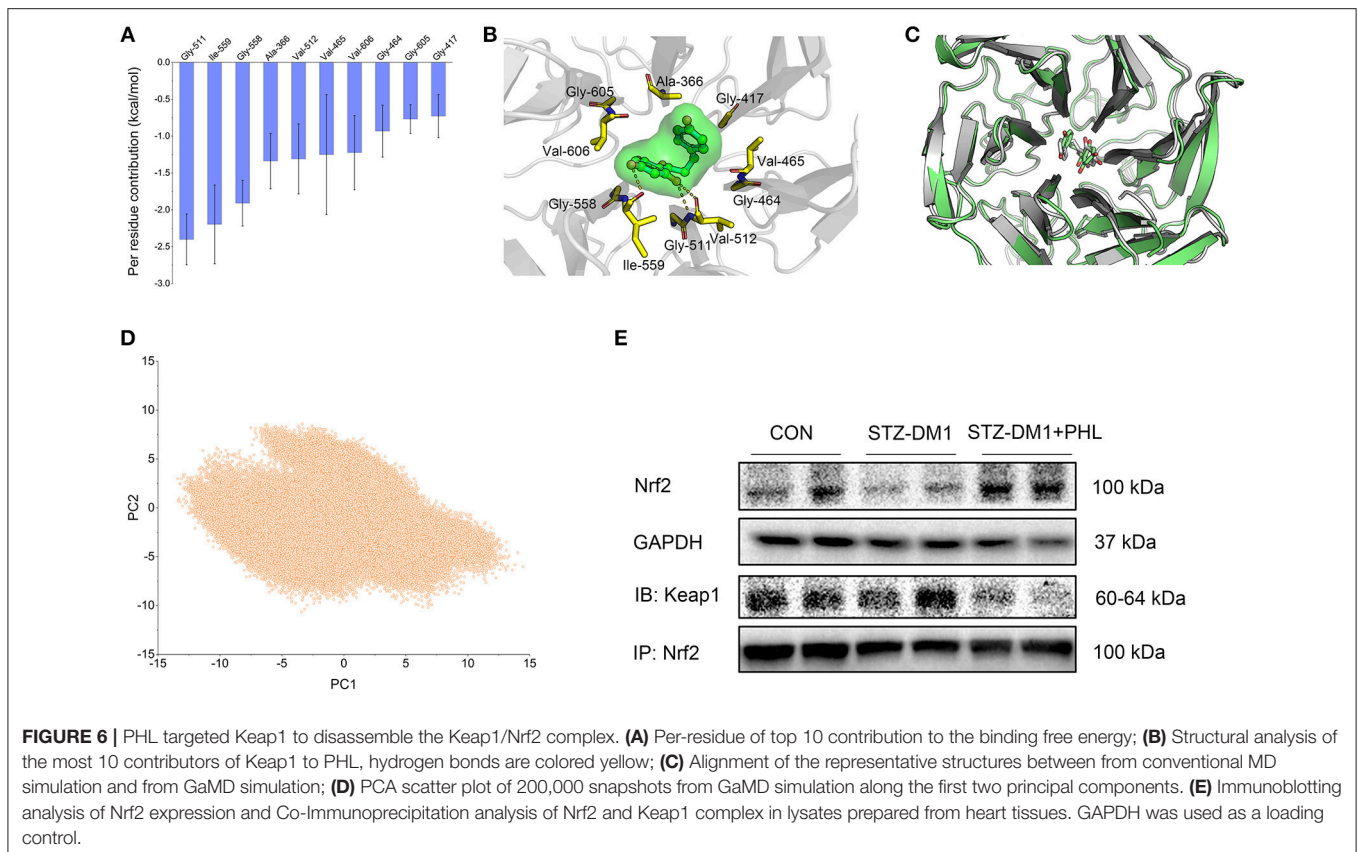 A
Gly-511
Ile-559
Gly-558
Ala-366
Val-512
Val-465
Val-606
Gly-464
Gly-605
Gly-417
0.0
-0.5
-1.0
-1.5
-2.0
-2.5
-3.0
Per residue contribution (kcal/mol)
B
Ala-366
Gly-605
Gly-417
Val-606
Val-465
Gly-464
Gly-558
Val-512
Gly-511
Ile-559
C
D
15
10
5
0
-5
-10
-15
PC2
-15
-10
-5
0
5
10
15
PC1
E
CON STZ-DM1 STZ-DM1+PHL
Nrf2 100 kDa
GAPDH 37 kDa
IB: Keap1 60-64 kDa
IP: Nrf2 100 kDa
FIGURE 6 | PHL targeted Keap1 to disassemble the Keap1/Nrf2 complex. (A) Per-residue of top 10 contribution to the binding free energy; (B) Structural analysis of
the most 10 contributors of Keap1 to PHL, hydrogen bonds are colored yellow; (C) Alignment of the representative structures between from conventional MD
simulation and from GaMD simulation; (D) PCA scatter plot of 200,000 snapshots from GaMD simulation along the first two principal components. (E) Immunoblotting
analysis of Nrf2 expression and Co-Immunoprecipitation analysis of Nrf2 and Keap1 complex in lysates prepared from heart tissues. GAPDH was used as a loading
control.